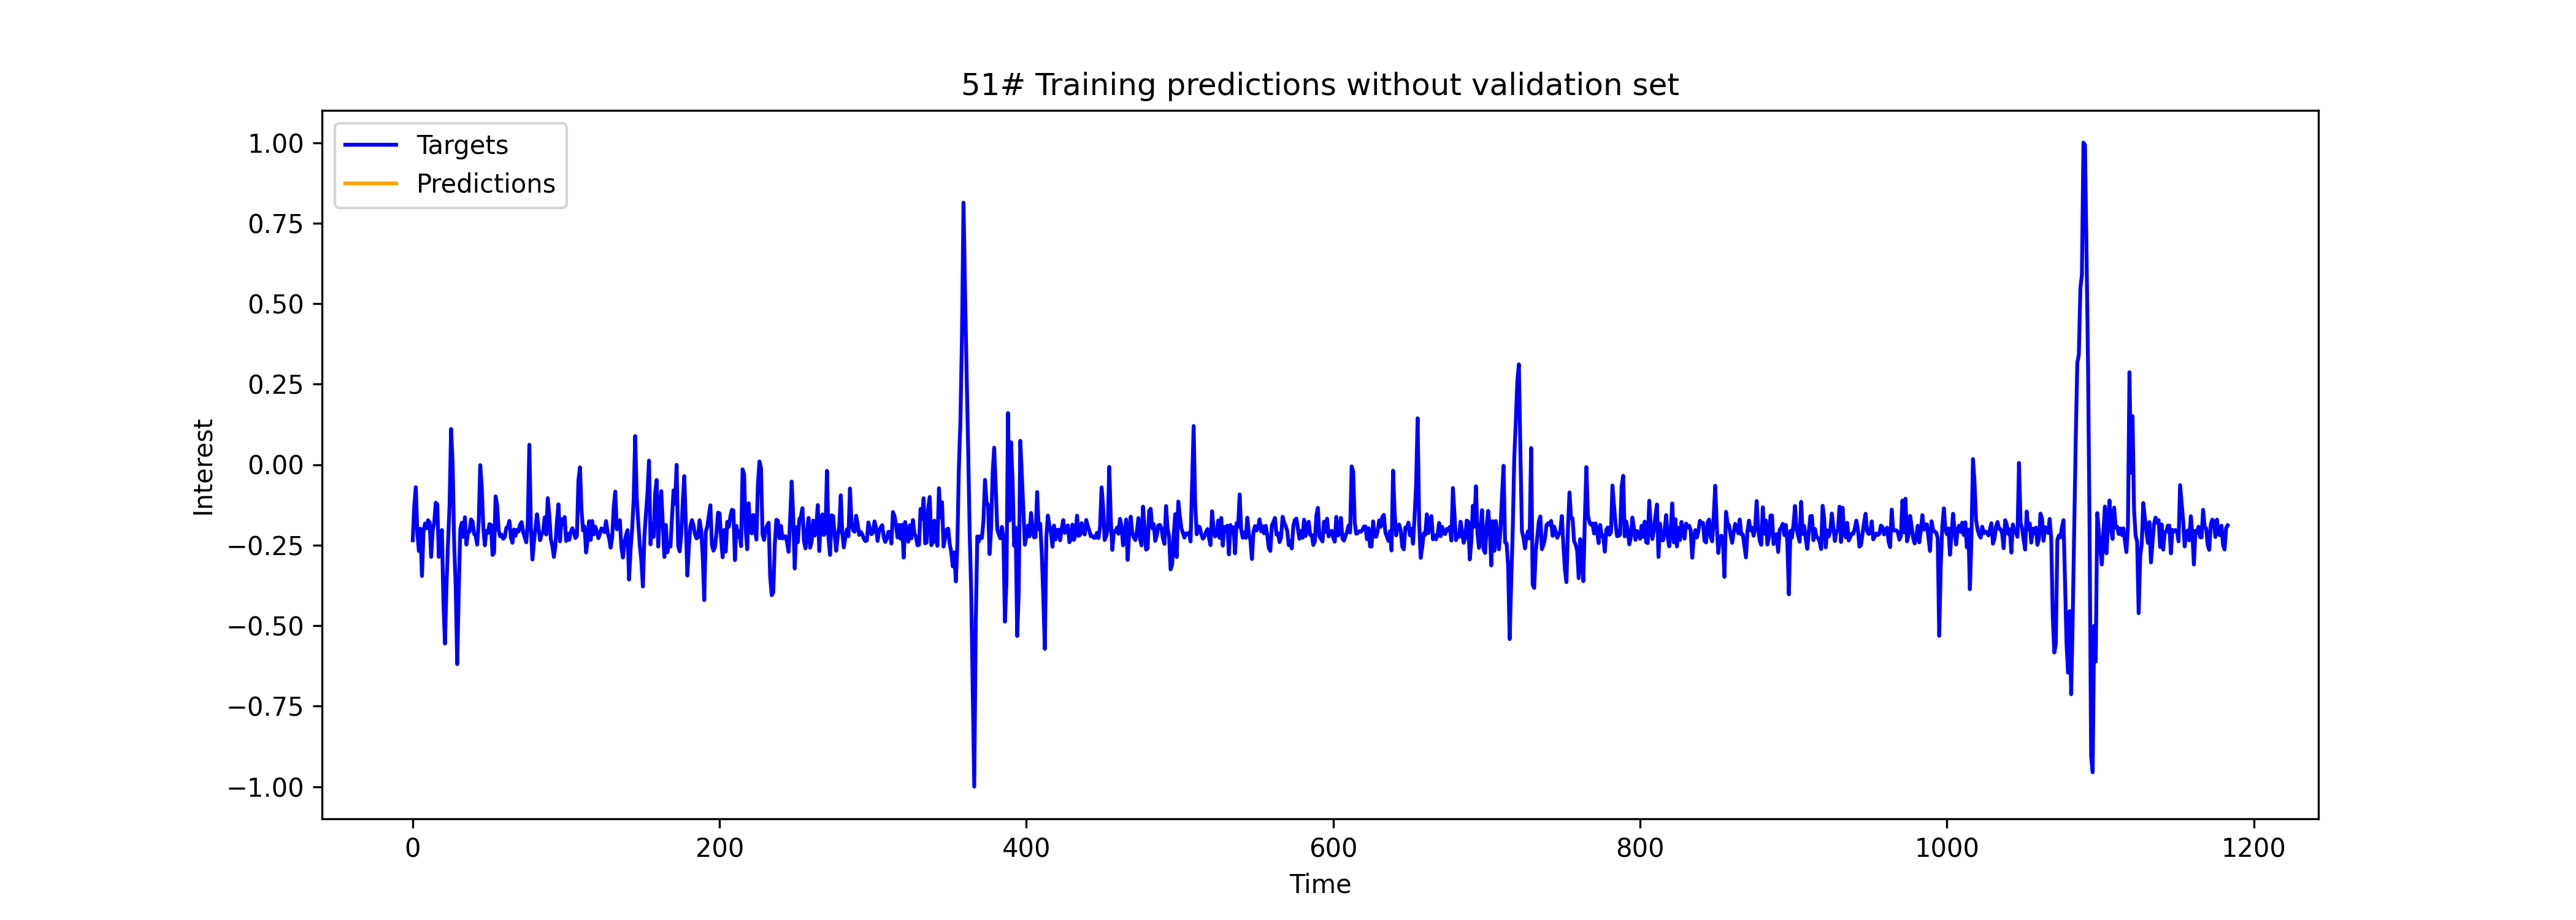 51# Training predictions without validation set
Targets
Predictions
1.00
0.75
0.50
0.25
0.00
−0.25
−0.50
−0.75
−1.00
Interest
0 200 400 600 800 1000 1200
Time